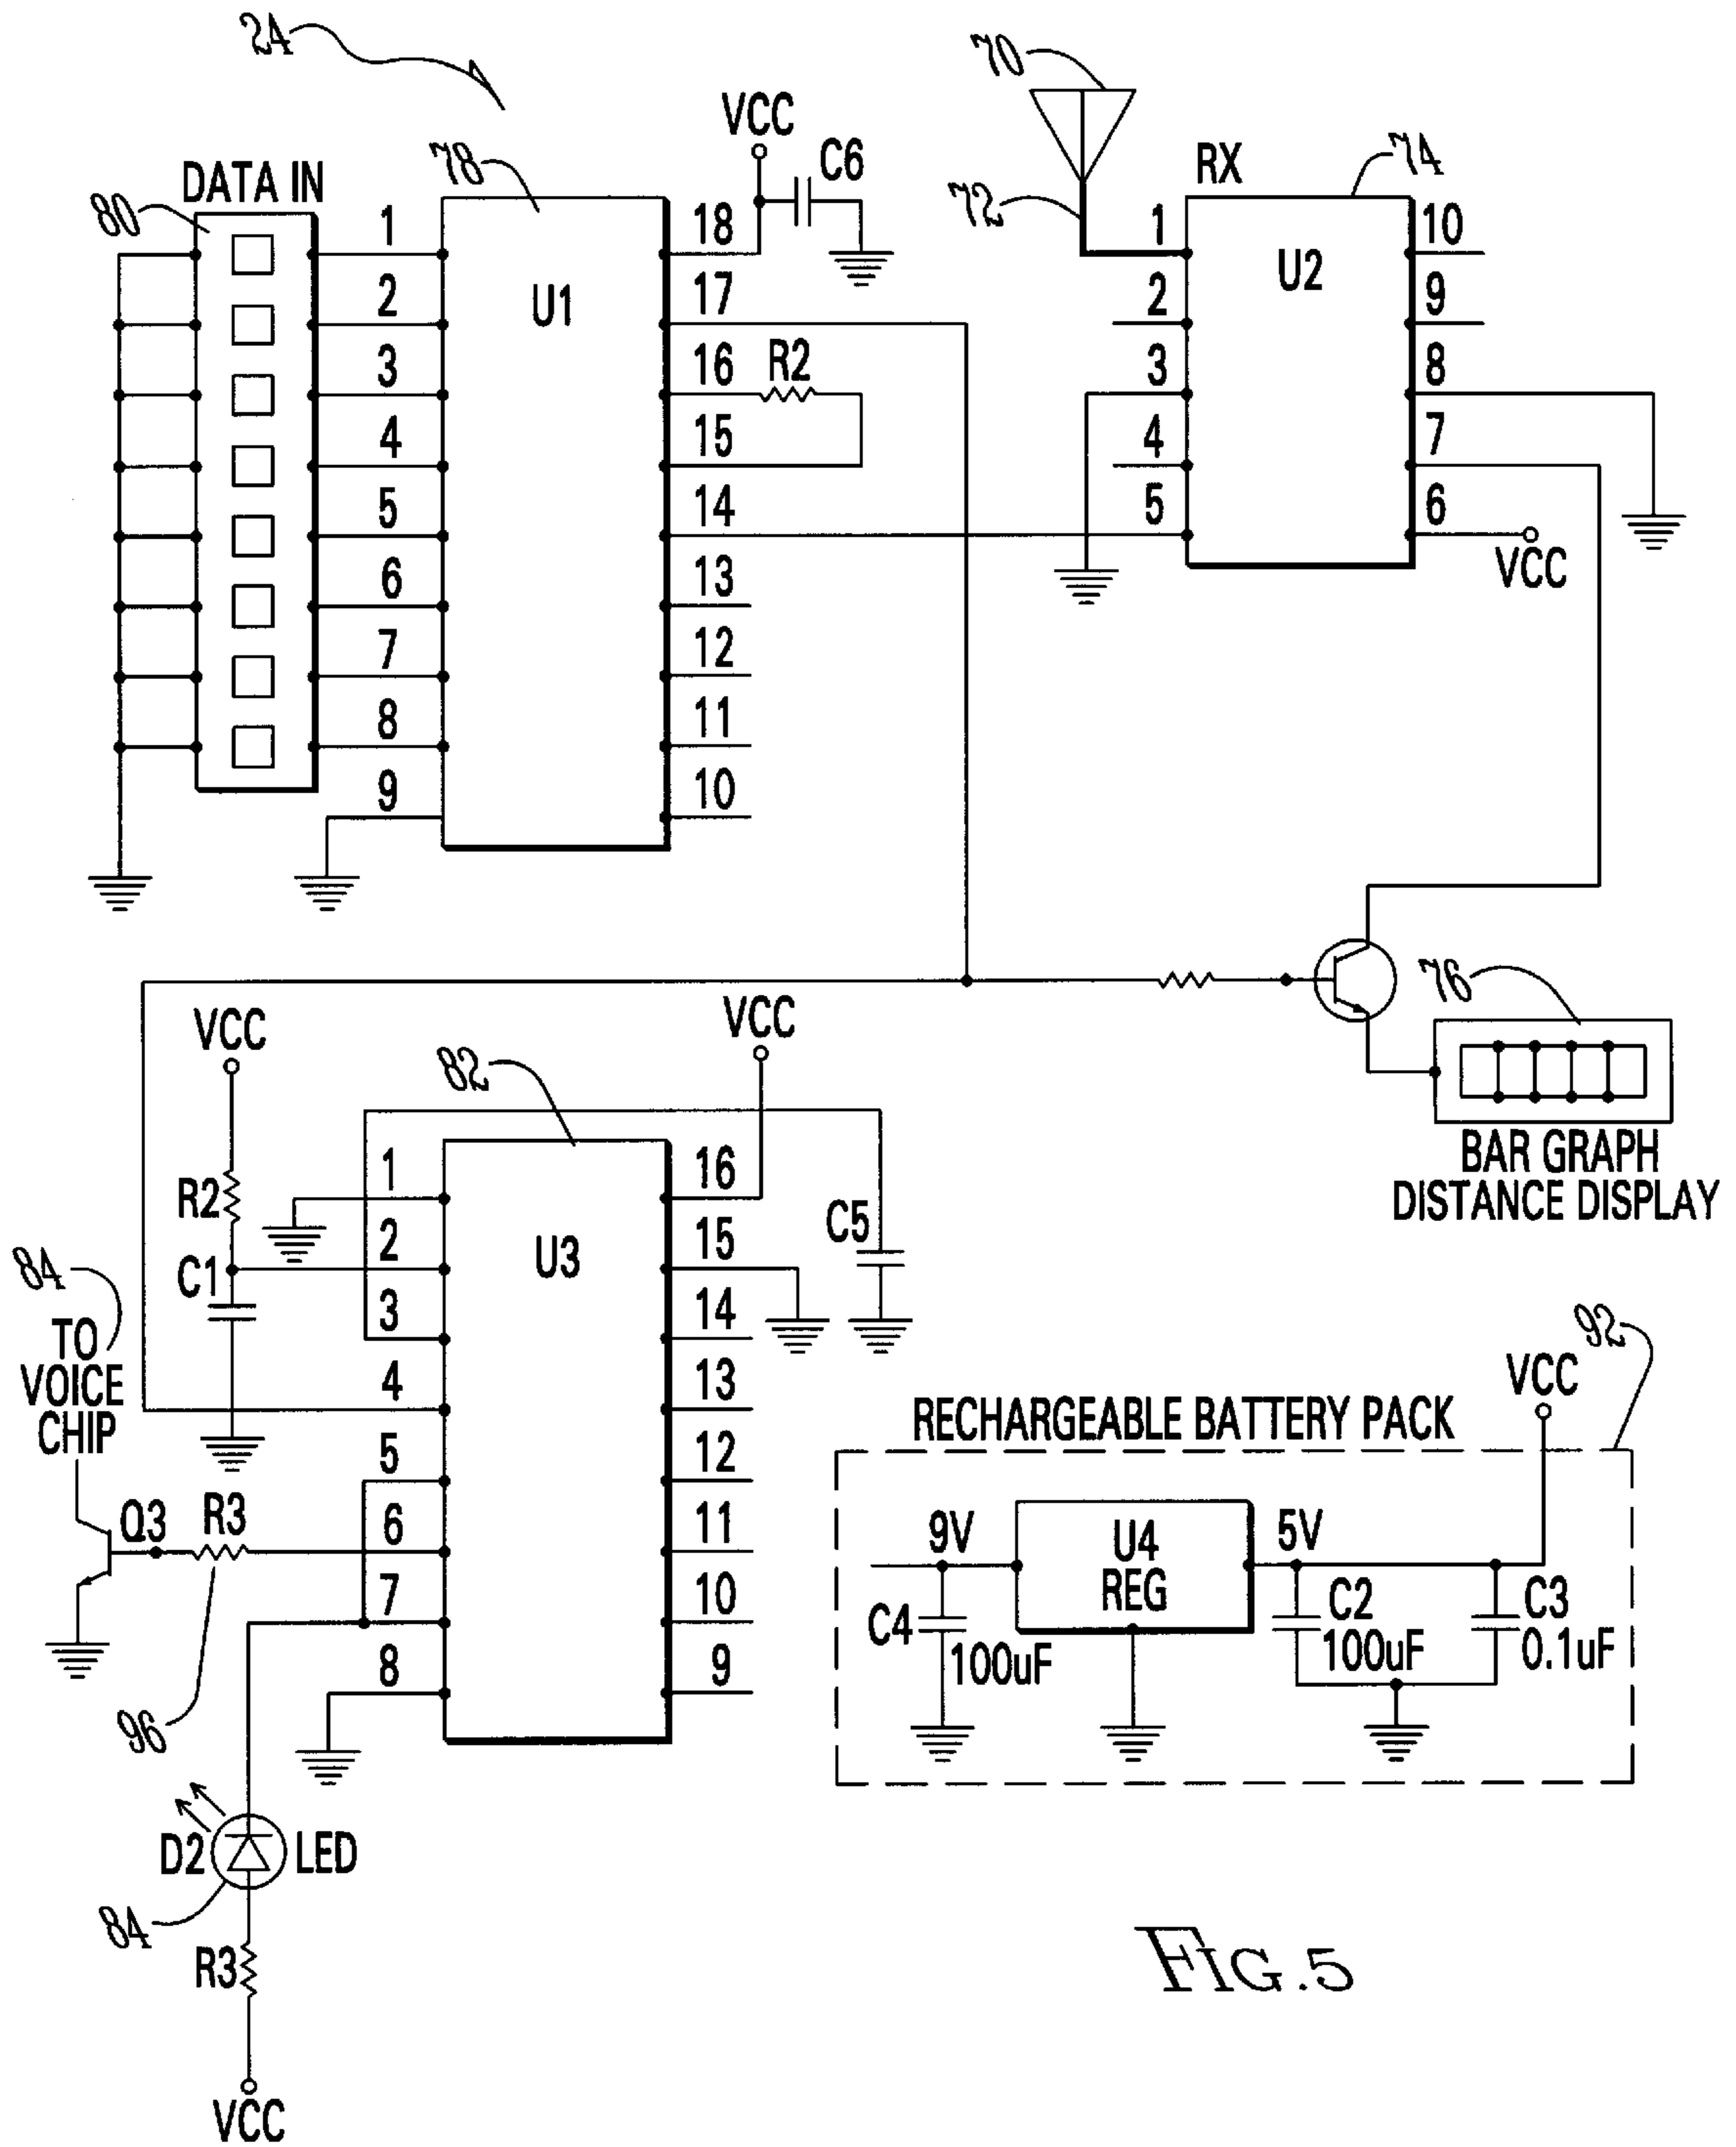 24
DATA IN
80
78
U1
1
2
3
4
5
6
7
8
9
VCC
C6
18
17
16
R2
15
14
13
12
11
10
70
72
RX
74
U2
1
2
3
4
5
10
9
8
7
6
VCC
76
BAR GRAPH
DISTANCE DISPLAY
VCC
R2
C1
82
VCC
U3
1
2
3
4
5
6
7
8
16
15
14
13
12
11
10
9
C5
84
TO
VOICE
CHIP
Q3
R3
96
D2
LED
84
R3
VCC
92
VCC
RECHARGEABLE BATTERY PACK
9V
U4
REG
5V
C4
100uF
C2
100uF
C3
0.1uF
FIG.5